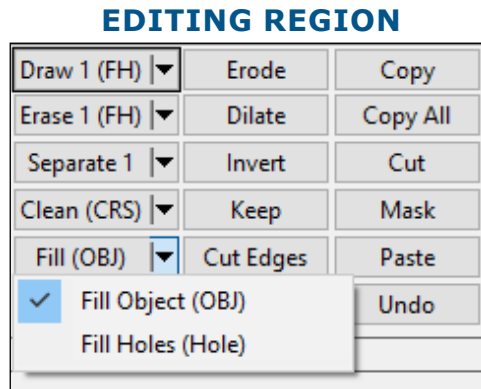 EDITING REGION
Draw 1 (FH) Erode Copy
Erase 1 (FH) Dilate Copy All
Separate 1 Invert Cut
Clean (CRS) Keep Mask
Fill (OBJ) Cut Edges Paste
Fill Object (OBJ) Undo
Fill Holes (Hole)